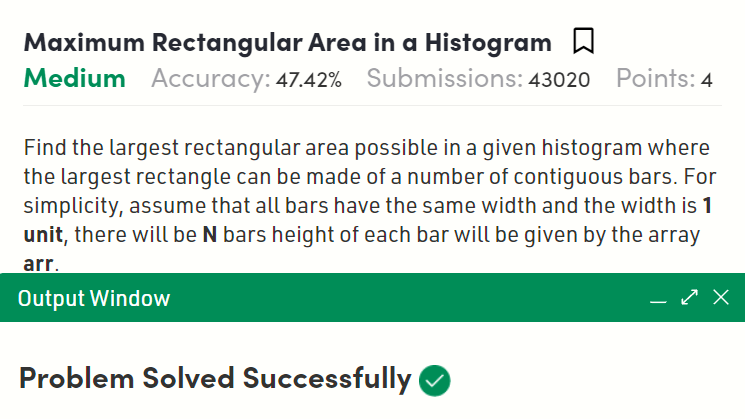 Maximum Rectangular Area in a Histogram
Medium Accuracy: 47.42% Submissions: 43020 Points: 4
Find the largest rectangular area possible in a given histogram where
the largest rectangle can be made of a number of contiguous bars. For
simplicity, assume that all bars have the same width and the width is 1
unit, there will be N bars height of each bar will be given by the array
arr.
Output Window
Problem Solved Successfully